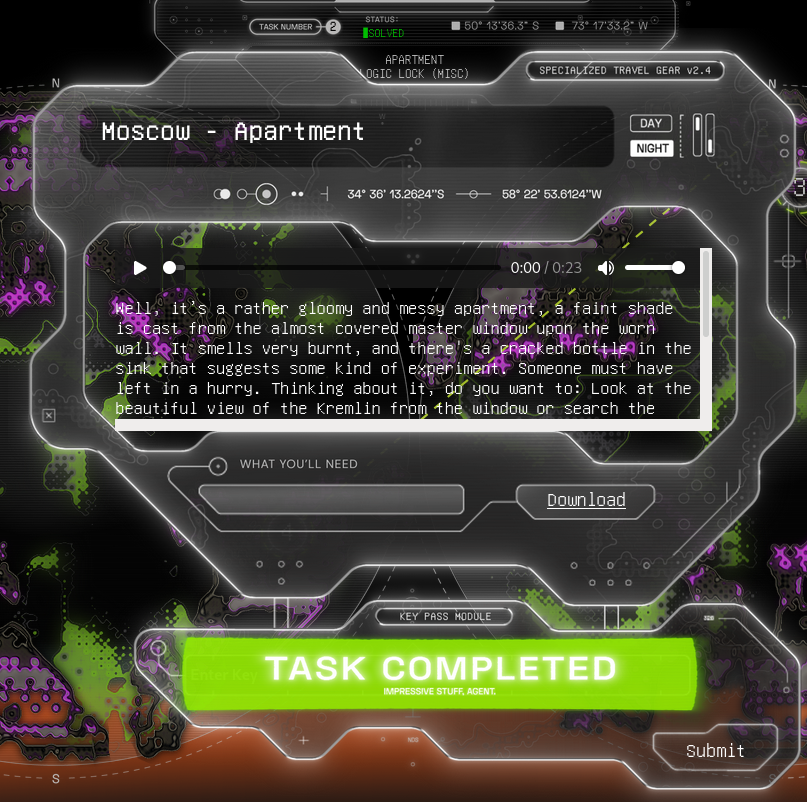 TASK NUMBER 2
STATUS:
SOLVED
50° 13'36.3" S 73° 17'33.2" W
APARTMENT
LOGIC LOCK (MISC)
SPECIALIZED TRAVEL GEAR v2.4
N
N
Moscow - Apartment
DAY
NIGHT
3
34° 36' 13.2624"S 58° 22' 53.6124"W
0:00 / 0:23
Well, it's a rather gloomy and messy apartment, a faint shade
is cast from the almost covered master window upon the worn
wall. It smells very burnt, and there's a cracked bottle in the
sink that suggests some kind of experiment. Someone must have
left in a hurry. Thinking about it, do you want to: Look at the
beautiful view of the Kremlin from the window or search the
WHAT YOU'LL NEED
Download
KEY PASS MODULE
Enter Key
TASK COMPLETED
IMPRESSIVE STUFF, AGENT.
Submit
S